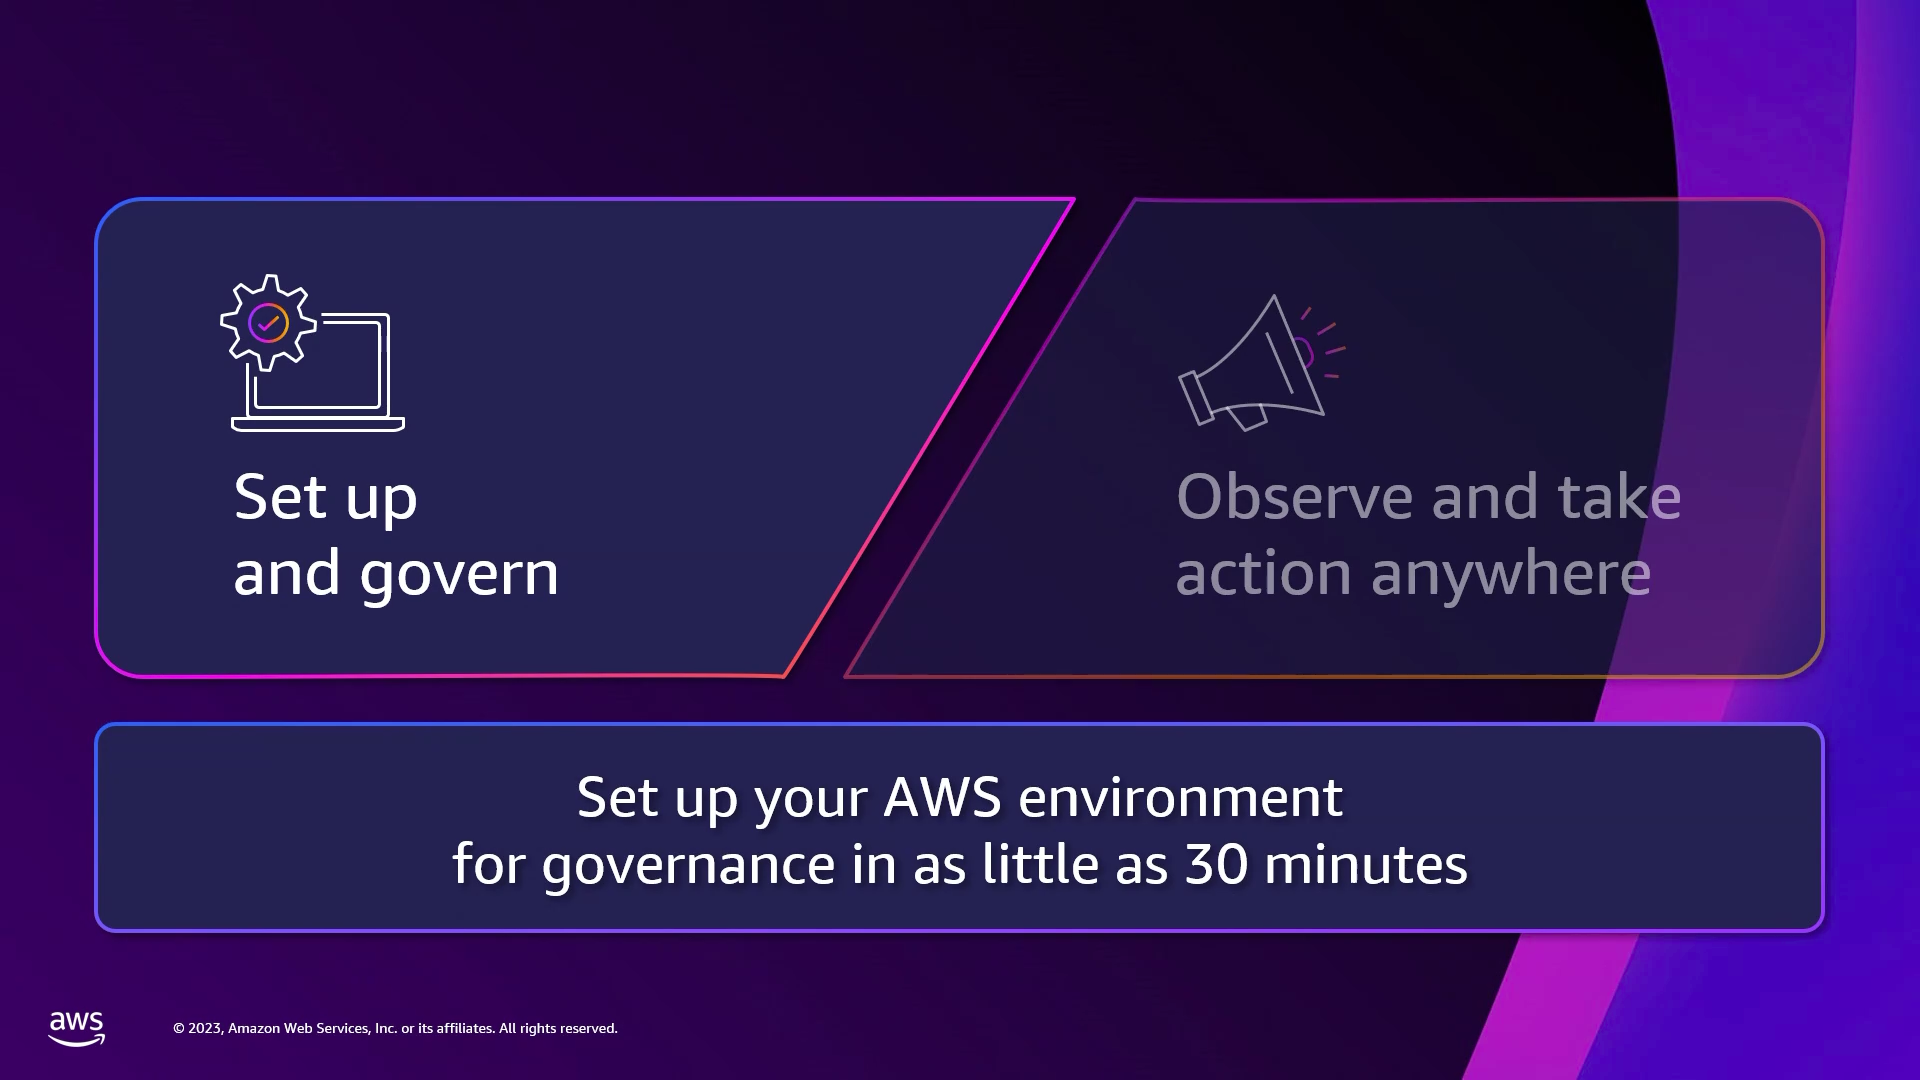 Set up
and govern
Observe and take
action anywhere
Set up your AWS environment
for governance in as little as 30 minutes
aws
© 2023, Amazon Web Services, Inc. or its affiliates. All rights reserved.